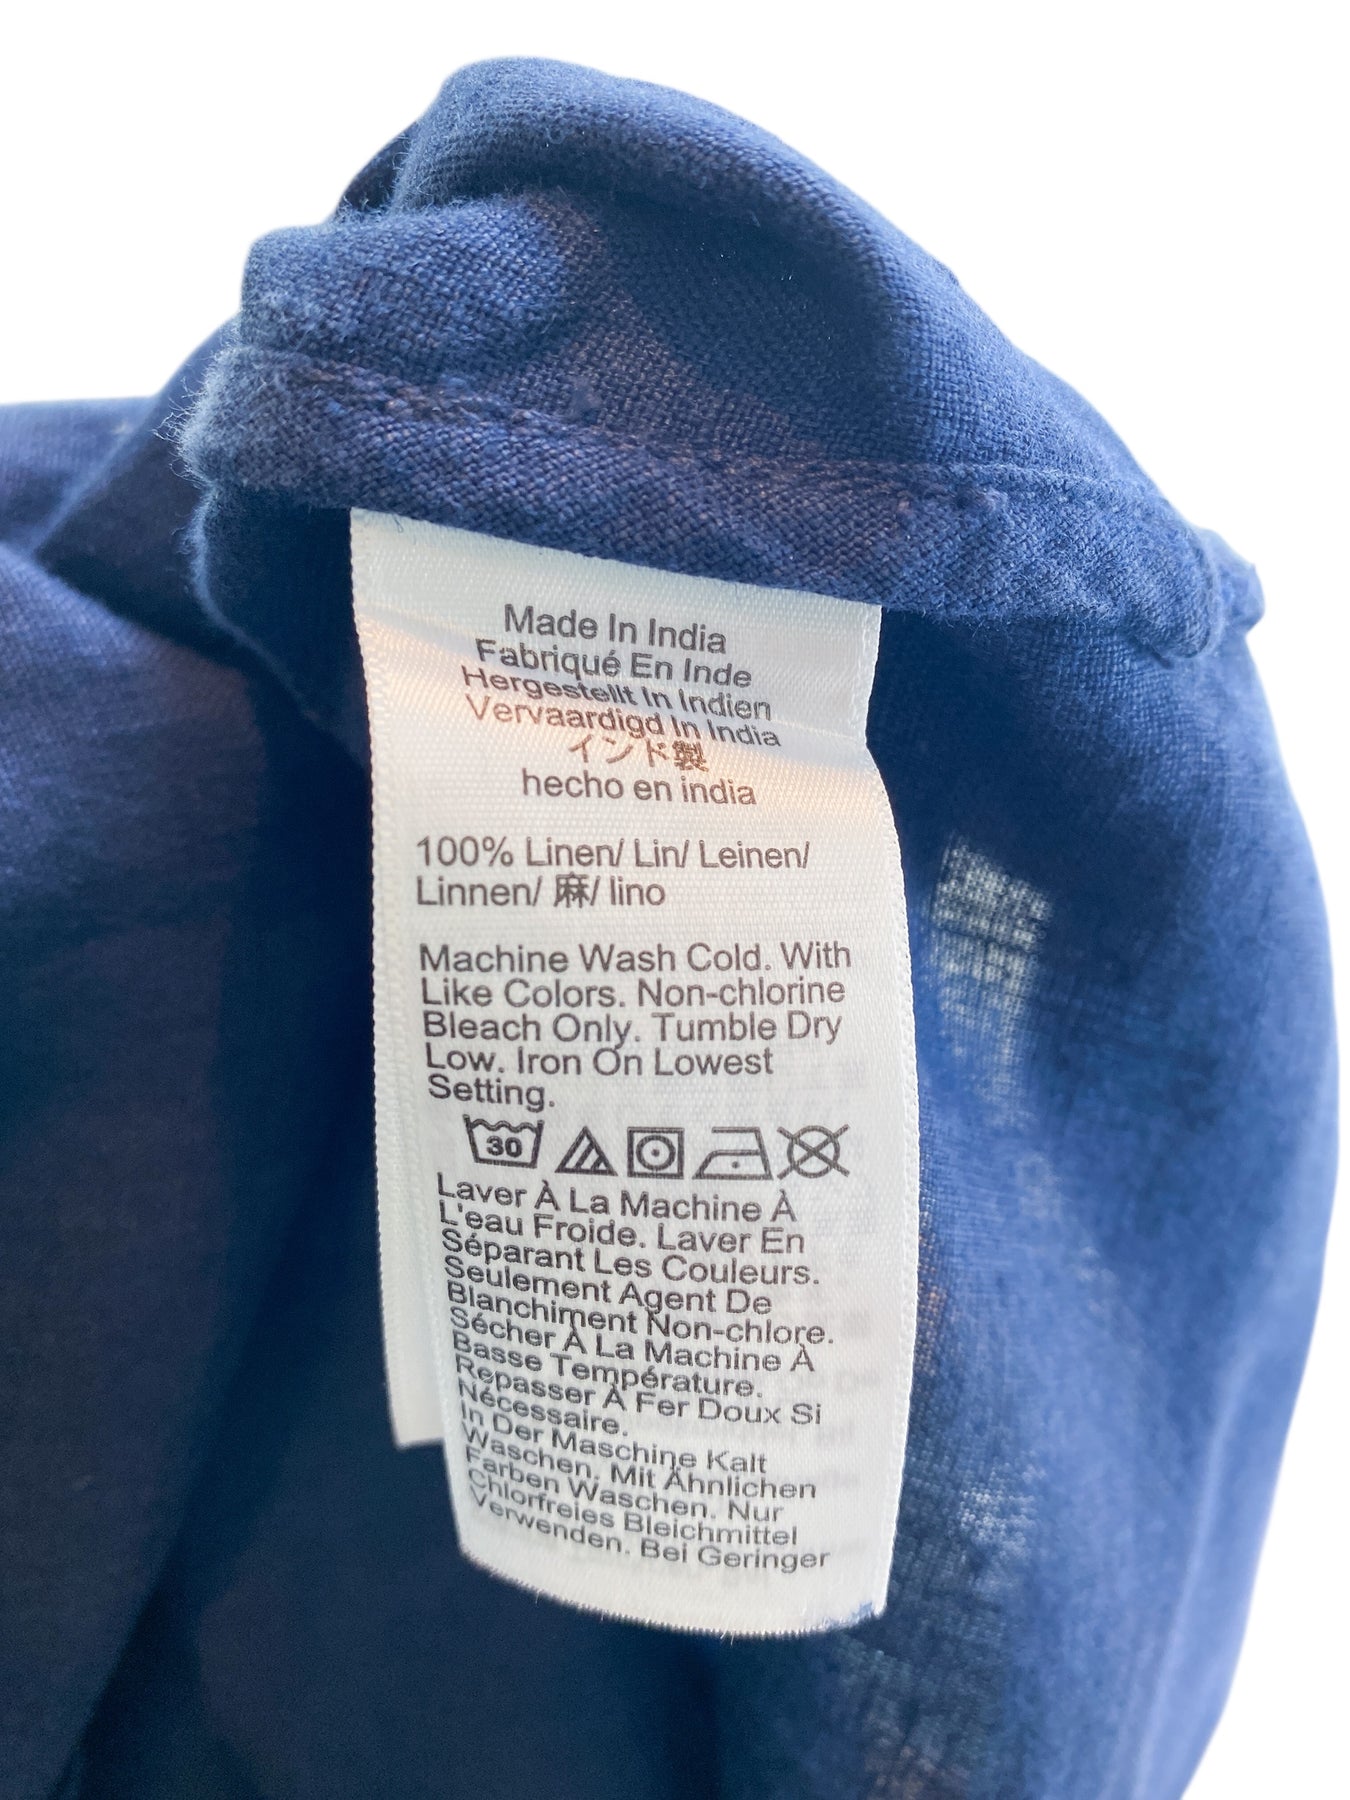 Made In India
Fabriqué En Inde
Hergestellt In Indien
Vervaardigd In India
インド製
hecho en india
100% Linen/ Lin/ Leinen/
Linnen/ 麻/ lino
Machine Wash Cold. With
Like Colors. Non-chlorine
Bleach Only. Tumble Dry
Low. Iron On Lowest
Setting.
30
Laver À La Machine À
L'eau Froide. Laver En
Séparant Les Couleurs.
Seulement Agent De
Blanchiment Non-chlore.
Sécher À La Machine À
Basse Température.
Repasser À Fer Doux Si
Nécessaire.
In Der Maschine Kalt
Waschen. Mit Ähnlichen
Farben Waschen. Nur
Chlorfreies Bleichmittel
Verwenden. Bei Geringer